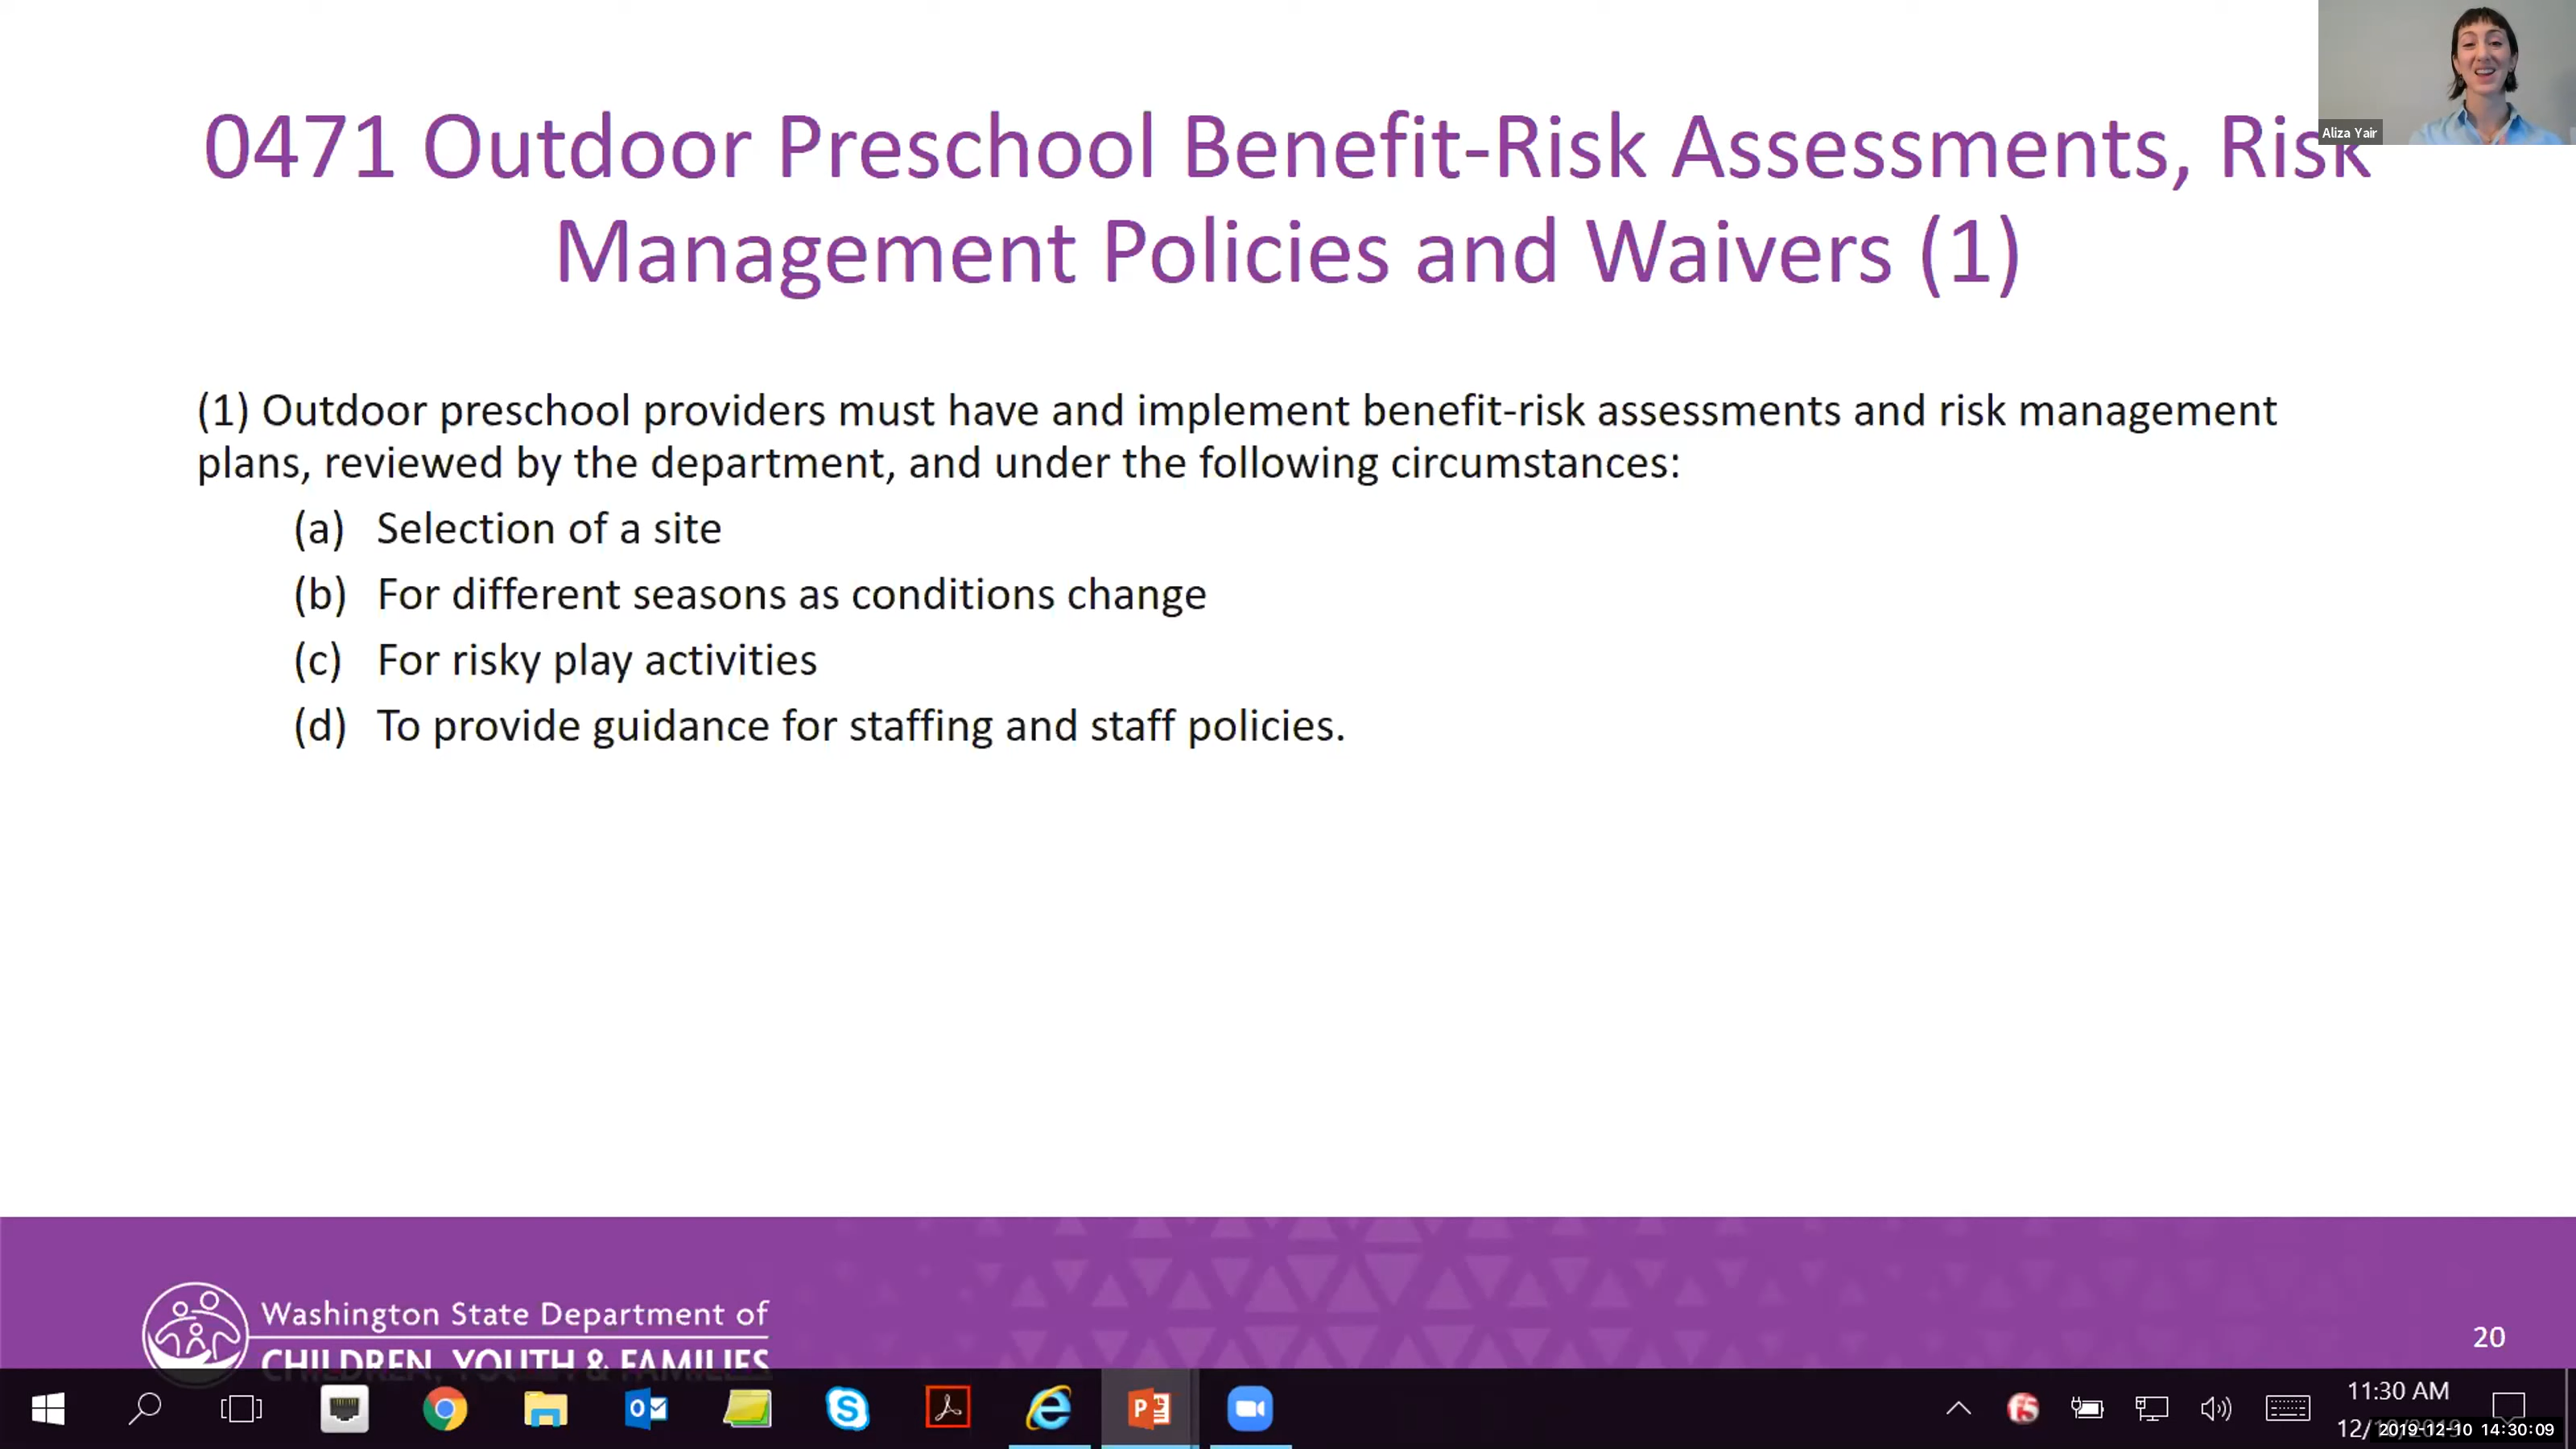 0471 Outdoor Preschool Benefit-Risk Assessments, Risk
Management Policies and Waivers (1)
Aliza Yair
(1) Outdoor preschool providers must have and implement benefit-risk assessments and risk management
plans, reviewed by the department, and under the following circumstances:
(a) Selection of a site
(b) For different seasons as conditions change
(c) For risky play activities
(d) To provide guidance for staffing and staff policies.
Washington State Department of
CHILDREN, YOUTH & FAMILIES
20
11:30 AM
12/
2019-12-10 14:30:09